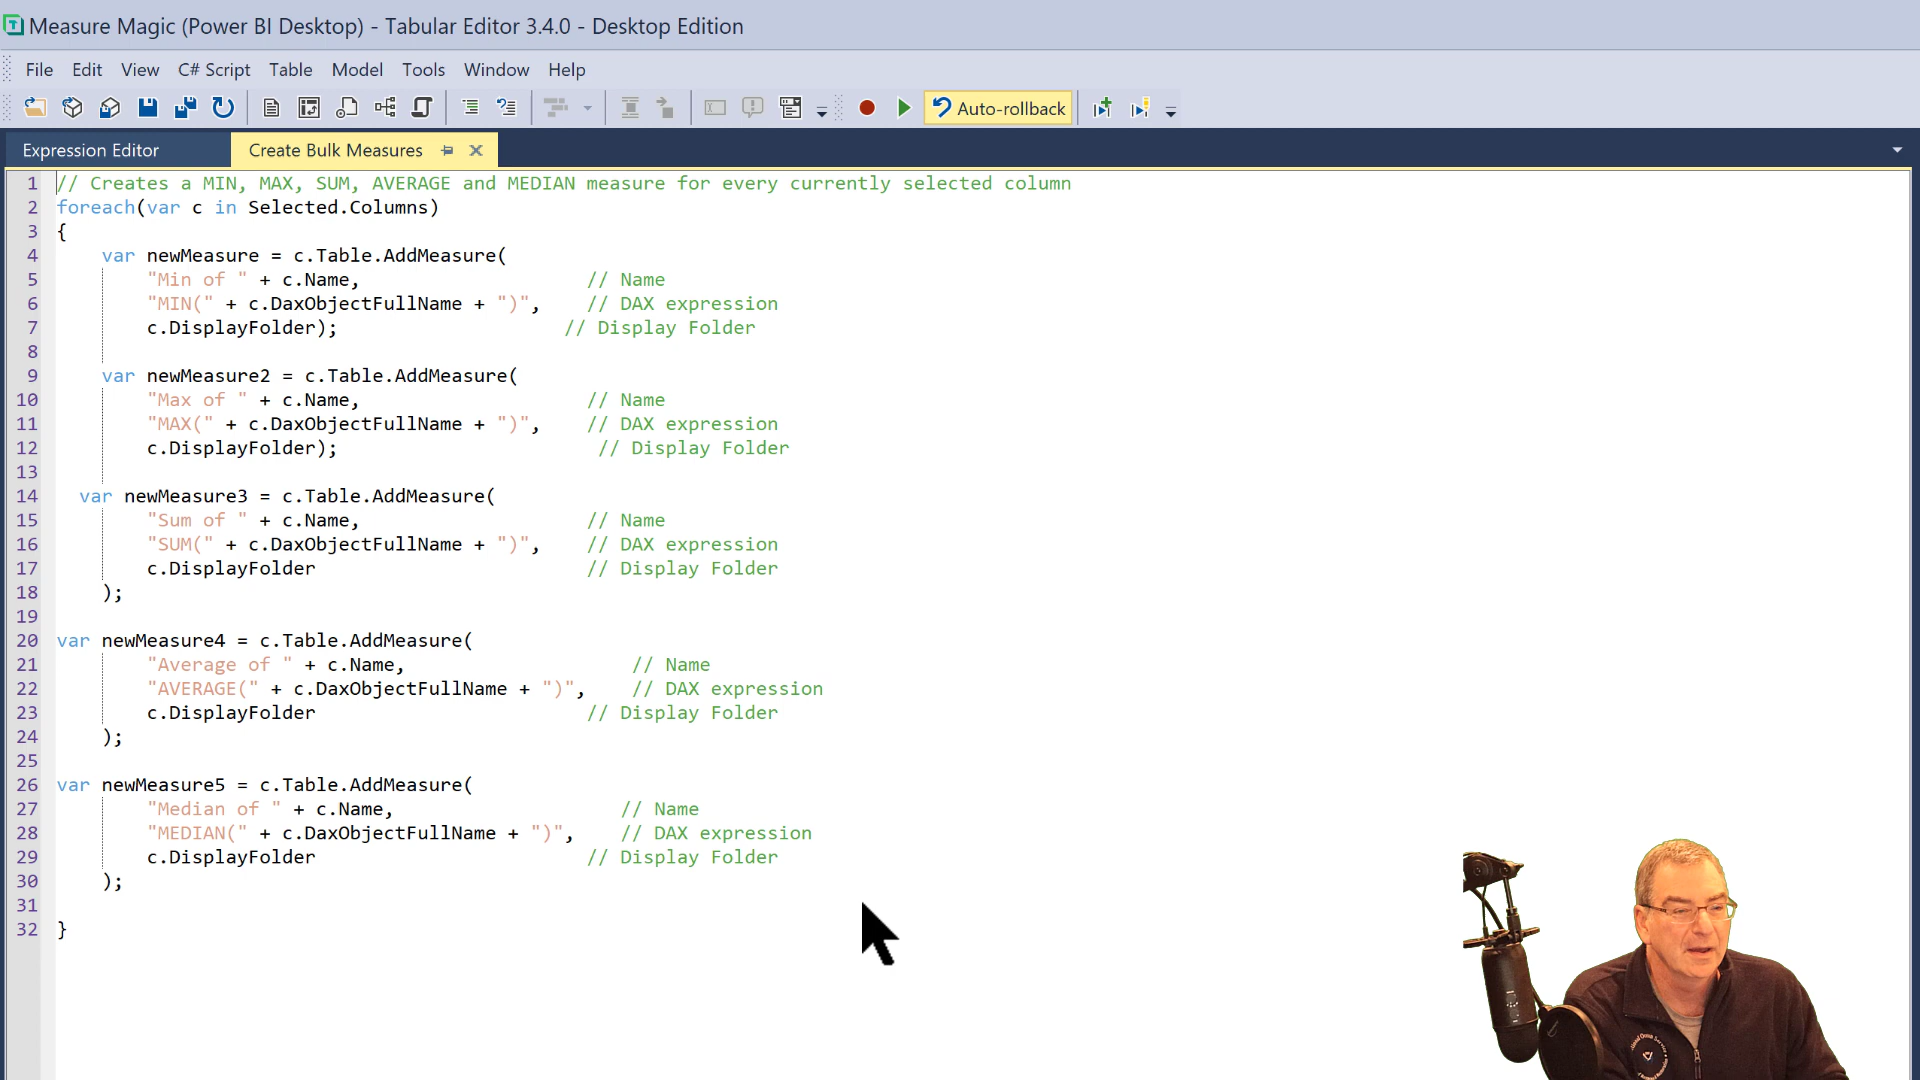 Measure Magic (Power BI Desktop) - Tabular Editor 3.4.0 - Desktop Edition
File Edit View C# Script Table Model Tools Window Help
Auto-rollback
Expression Editor Create Bulk Measures
1 // Creates a MIN, MAX, SUM, AVERAGE and MEDIAN measure for every currently selected column
2 foreach(var c in Selected.Columns)
3 {
4 var newMeasure = c.Table.AddMeasure(
5 "Min of " + c.Name, // Name
6 "MIN(" + c.DaxObjectFullName + ")", // DAX expression
7 c.DisplayFolder); // Display Folder
8
9 var newMeasure2 = c.Table.AddMeasure(
10 "Max of " + c.Name, // Name
11 "MAX(" + c.DaxObjectFullName + ")", // DAX expression
12 c.DisplayFolder); // Display Folder
13
14 var newMeasure3 = c.Table.AddMeasure(
15 "Sum of " + c.Name, // Name
16 "SUM(" + c.DaxObjectFullName + ")", // DAX expression
17 c.DisplayFolder // Display Folder
18 );
19
20 var newMeasure4 = c.Table.AddMeasure(
21 "Average of " + c.Name, // Name
22 "AVERAGE(" + c.DaxObjectFullName + ")", // DAX expression
23 c.DisplayFolder // Display Folder
24 );
25
26 var newMeasure5 = c.Table.AddMeasure(
27 "Median of " + c.Name, // Name
28 "MEDIAN(" + c.DaxObjectFullName + ")", // DAX expression
29 c.DisplayFolder // Display Folder
30 );
31
32 }